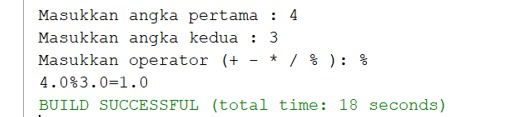 Masukkan angka pertama : 4
Masukkan angka kedua : 3
Masukkan operator (+ - * / % ): %
4.0%3.0=1.0
BUILD SUCCESSFUL (total time: 18 seconds)